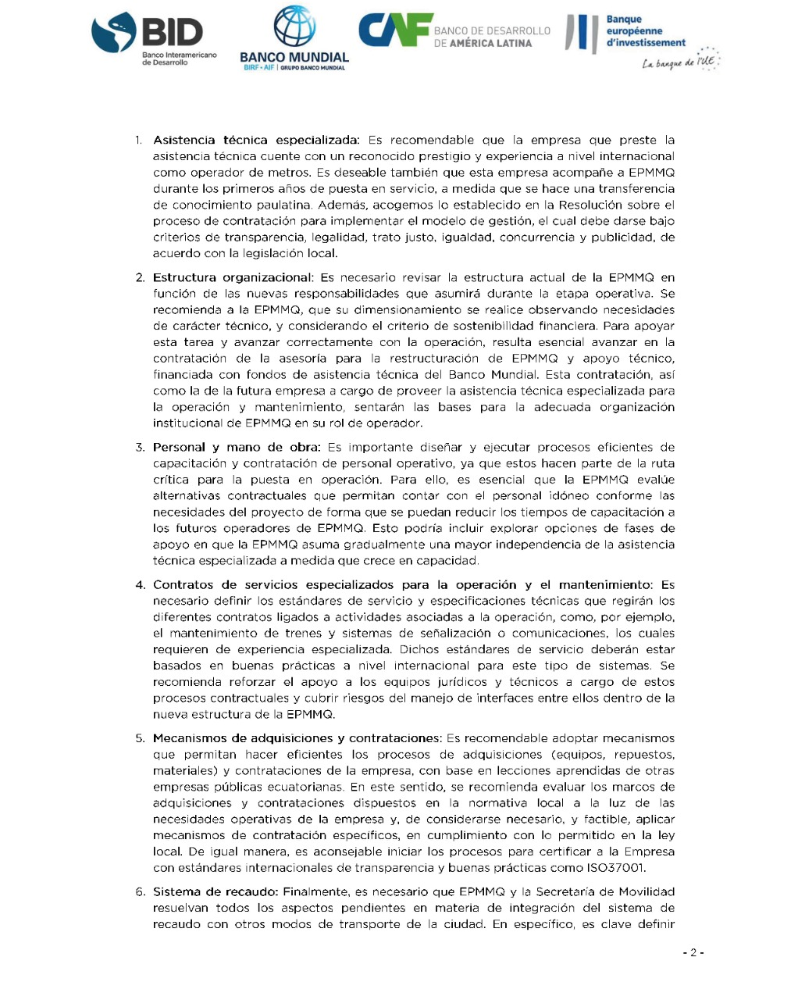 BID
Banco Interamericano
de Desarrollo
BANCO MUNDIAL
BIRF - AIF | GRUPO BANCO MUNDIAL
CAF
BANCO DE DESARROLLO
DE AMÉRICA LATINA
Banque
européenne
d'investissement
La banque de l'UE
1. Asistencia técnica especializada: Es recomendable que la empresa que preste la
asistencia técnica cuente con un reconocido prestigio y experiencia a nivel internacional
como operador de metros. Es deseable también que esta empresa acompañe a EPMMQ
durante los primeros años de puesta en servicio, a medida que se hace una transferencia
de conocimiento paulatina. Además, acogemos lo establecido en la Resolución sobre el
proceso de contratación para implementar el modelo de gestión, el cual debe darse bajo
criterios de transparencia, legalidad, trato justo, igualdad, concurrencia y publicidad, de
acuerdo con la legislación local.
2. Estructura organizacional: Es necesario revisar la estructura actual de la EPMMQ en
función de las nuevas responsabilidades que asumirá durante la etapa operativa. Se
recomienda a la EPMMQ, que su dimensionamiento se realice observando necesidades
de carácter técnico, y considerando el criterio de sostenibilidad financiera. Para apoyar
esta tarea y avanzar correctamente con la operación, resulta esencial avanzar en la
contratación de la asesoría para la restructuración de EPMMQ y apoyo técnico,
financiada con fondos de asistencia técnica del Banco Mundial. Esta contratación, así
como la de la futura empresa a cargo de proveer la asistencia técnica especializada para
la operación y mantenimiento, sentarán las bases para la adecuada organización
institucional de EPMMQ en su rol de operador.
3. Personal y mano de obra: Es importante diseñar y ejecutar procesos eficientes de
capacitación y contratación de personal operativo, ya que estos hacen parte de la ruta
crítica para la puesta en operación. Para ello, es esencial que la EPMMQ evalúe
alternativas contractuales que permitan contar con el personal idóneo conforme las
necesidades del proyecto de forma que se puedan reducir los tiempos de capacitación a
los futuros operadores de EPMMQ. Esto podría incluir explorar opciones de fases de
apoyo en que la EPMMQ asuma gradualmente una mayor independencia de la asistencia
técnica especializada a medida que crece en capacidad.
4. Contratos de servicios especializados para la operación y el mantenimiento: Es
necesario definir los estándares de servicio y especificaciones técnicas que regirán los
diferentes contratos ligados a actividades asociadas a la operación, como, por ejemplo,
el mantenimiento de trenes y sistemas de señalización o comunicaciones, los cuales
requieren de experiencia especializada. Dichos estándares de servicio deberán estar
basados en buenas prácticas a nivel internacional para este tipo de sistemas. Se
recomienda reforzar el apoyo a los equipos jurídicos y técnicos a cargo de estos
procesos contractuales y cubrir riesgos del manejo de interfaces entre ellos dentro de la
nueva estructura de la EPMMQ.
5. Mecanismos de adquisiciones y contrataciones: Es recomendable adoptar mecanismos
que permitan hacer eficientes los procesos de adquisiciones (equipos, repuestos,
materiales) y contrataciones de la empresa, con base en lecciones aprendidas de otras
empresas públicas ecuatorianas. En este sentido, se recomienda evaluar los marcos de
adquisiciones y contrataciones dispuestos en la normativa local a la luz de las
necesidades operativas de la empresa y, de considerarse necesario, y factible, aplicar
mecanismos de contratación específicos, en cumplimiento con lo permitido en la ley
local. De igual manera, es aconsejable iniciar los procesos para certificar a la Empresa
con estándares internacionales de transparencia y buenas prácticas como ISO37001.
6. Sistema de recaudo: Finalmente, es necesario que EPMMQ y la Secretaría de Movilidad
resuelvan todos los aspectos pendientes en materia de integración del sistema de
recaudo con otros modos de transporte de la ciudad. En específico, es clave definir
- 2 -